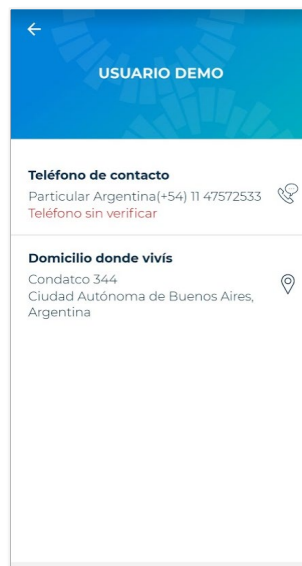 USUARIO DEMO
Teléfono de contacto
Particular Argentina(+54) 11 47572533
Teléfono sin verificar
Domicilio donde vivís
Condatco 344
Ciudad Autónoma de Buenos Aires,
Argentina